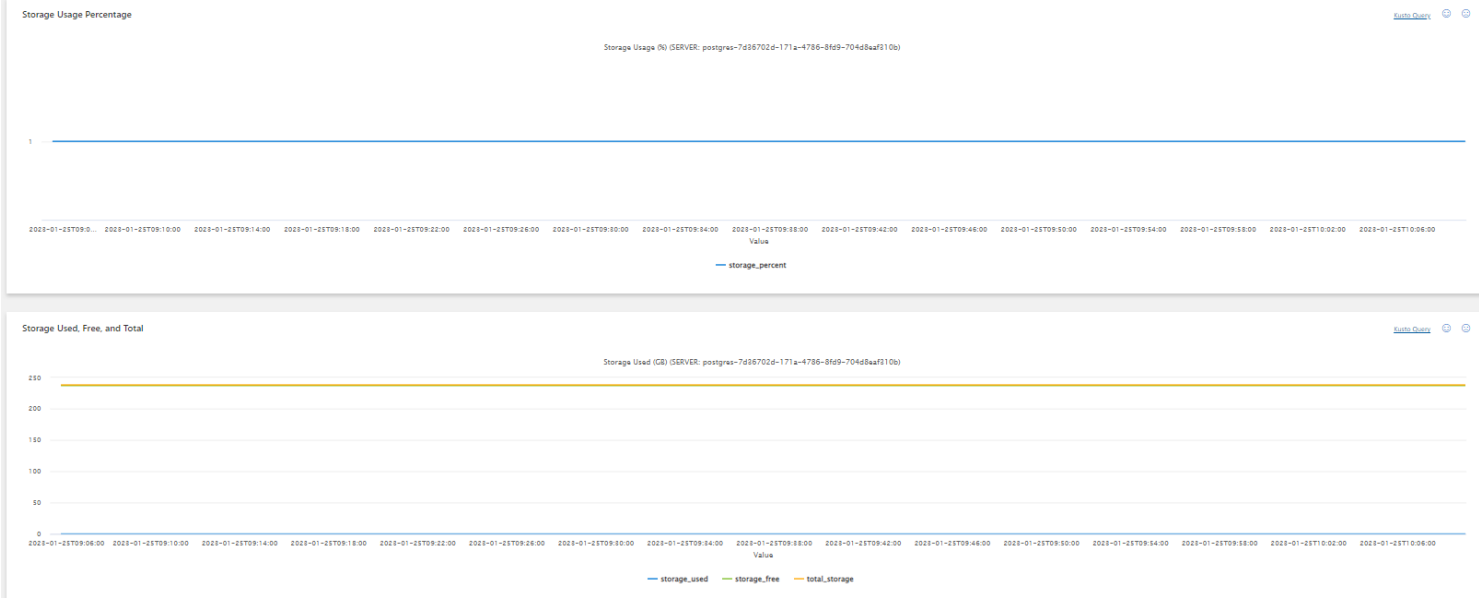 Storage Usage Percentage
Kusto Query
Storage Usage (%) (SERVER: postgres-7d36702d-171a-4786-8fd9-704d8eaf310b)
1
2023-01-25T09:0... 2023-01-25T09:10:00 2023-01-25T09:14:00 2023-01-25T09:18:00 2023-01-25T09:22:00 2023-01-25T09:26:00 2023-01-25T09:30:00 2023-01-25T09:34:00 2023-01-25T09:38:00 2023-01-25T09:42:00 2023-01-25T09:46:00 2023-01-25T09:50:00 2023-01-25T09:54:00 2023-01-25T09:58:00 2023-01-25T10:02:00 2023-01-25T10:06:00
Value
storage_percent
Storage Used, Free, and Total
Kusto Query
Storage Used (GB) (SERVER: postgres-7d36702d-171a-4786-8fd9-704d8eaf310b)
250
200
150
100
50
0
2023-01-25T09:06:00 2023-01-25T09:10:00 2023-01-25T09:14:00 2023-01-25T09:18:00 2023-01-25T09:22:00 2023-01-25T09:26:00 2023-01-25T09:30:00 2023-01-25T09:34:00 2023-01-25T09:38:00 2023-01-25T09:42:00 2023-01-25T09:46:00 2023-01-25T09:50:00 2023-01-25T09:54:00 2023-01-25T09:58:00 2023-01-25T10:02:00 2023-01-25T10:06:00
Value
storage_used storage_free total_storage